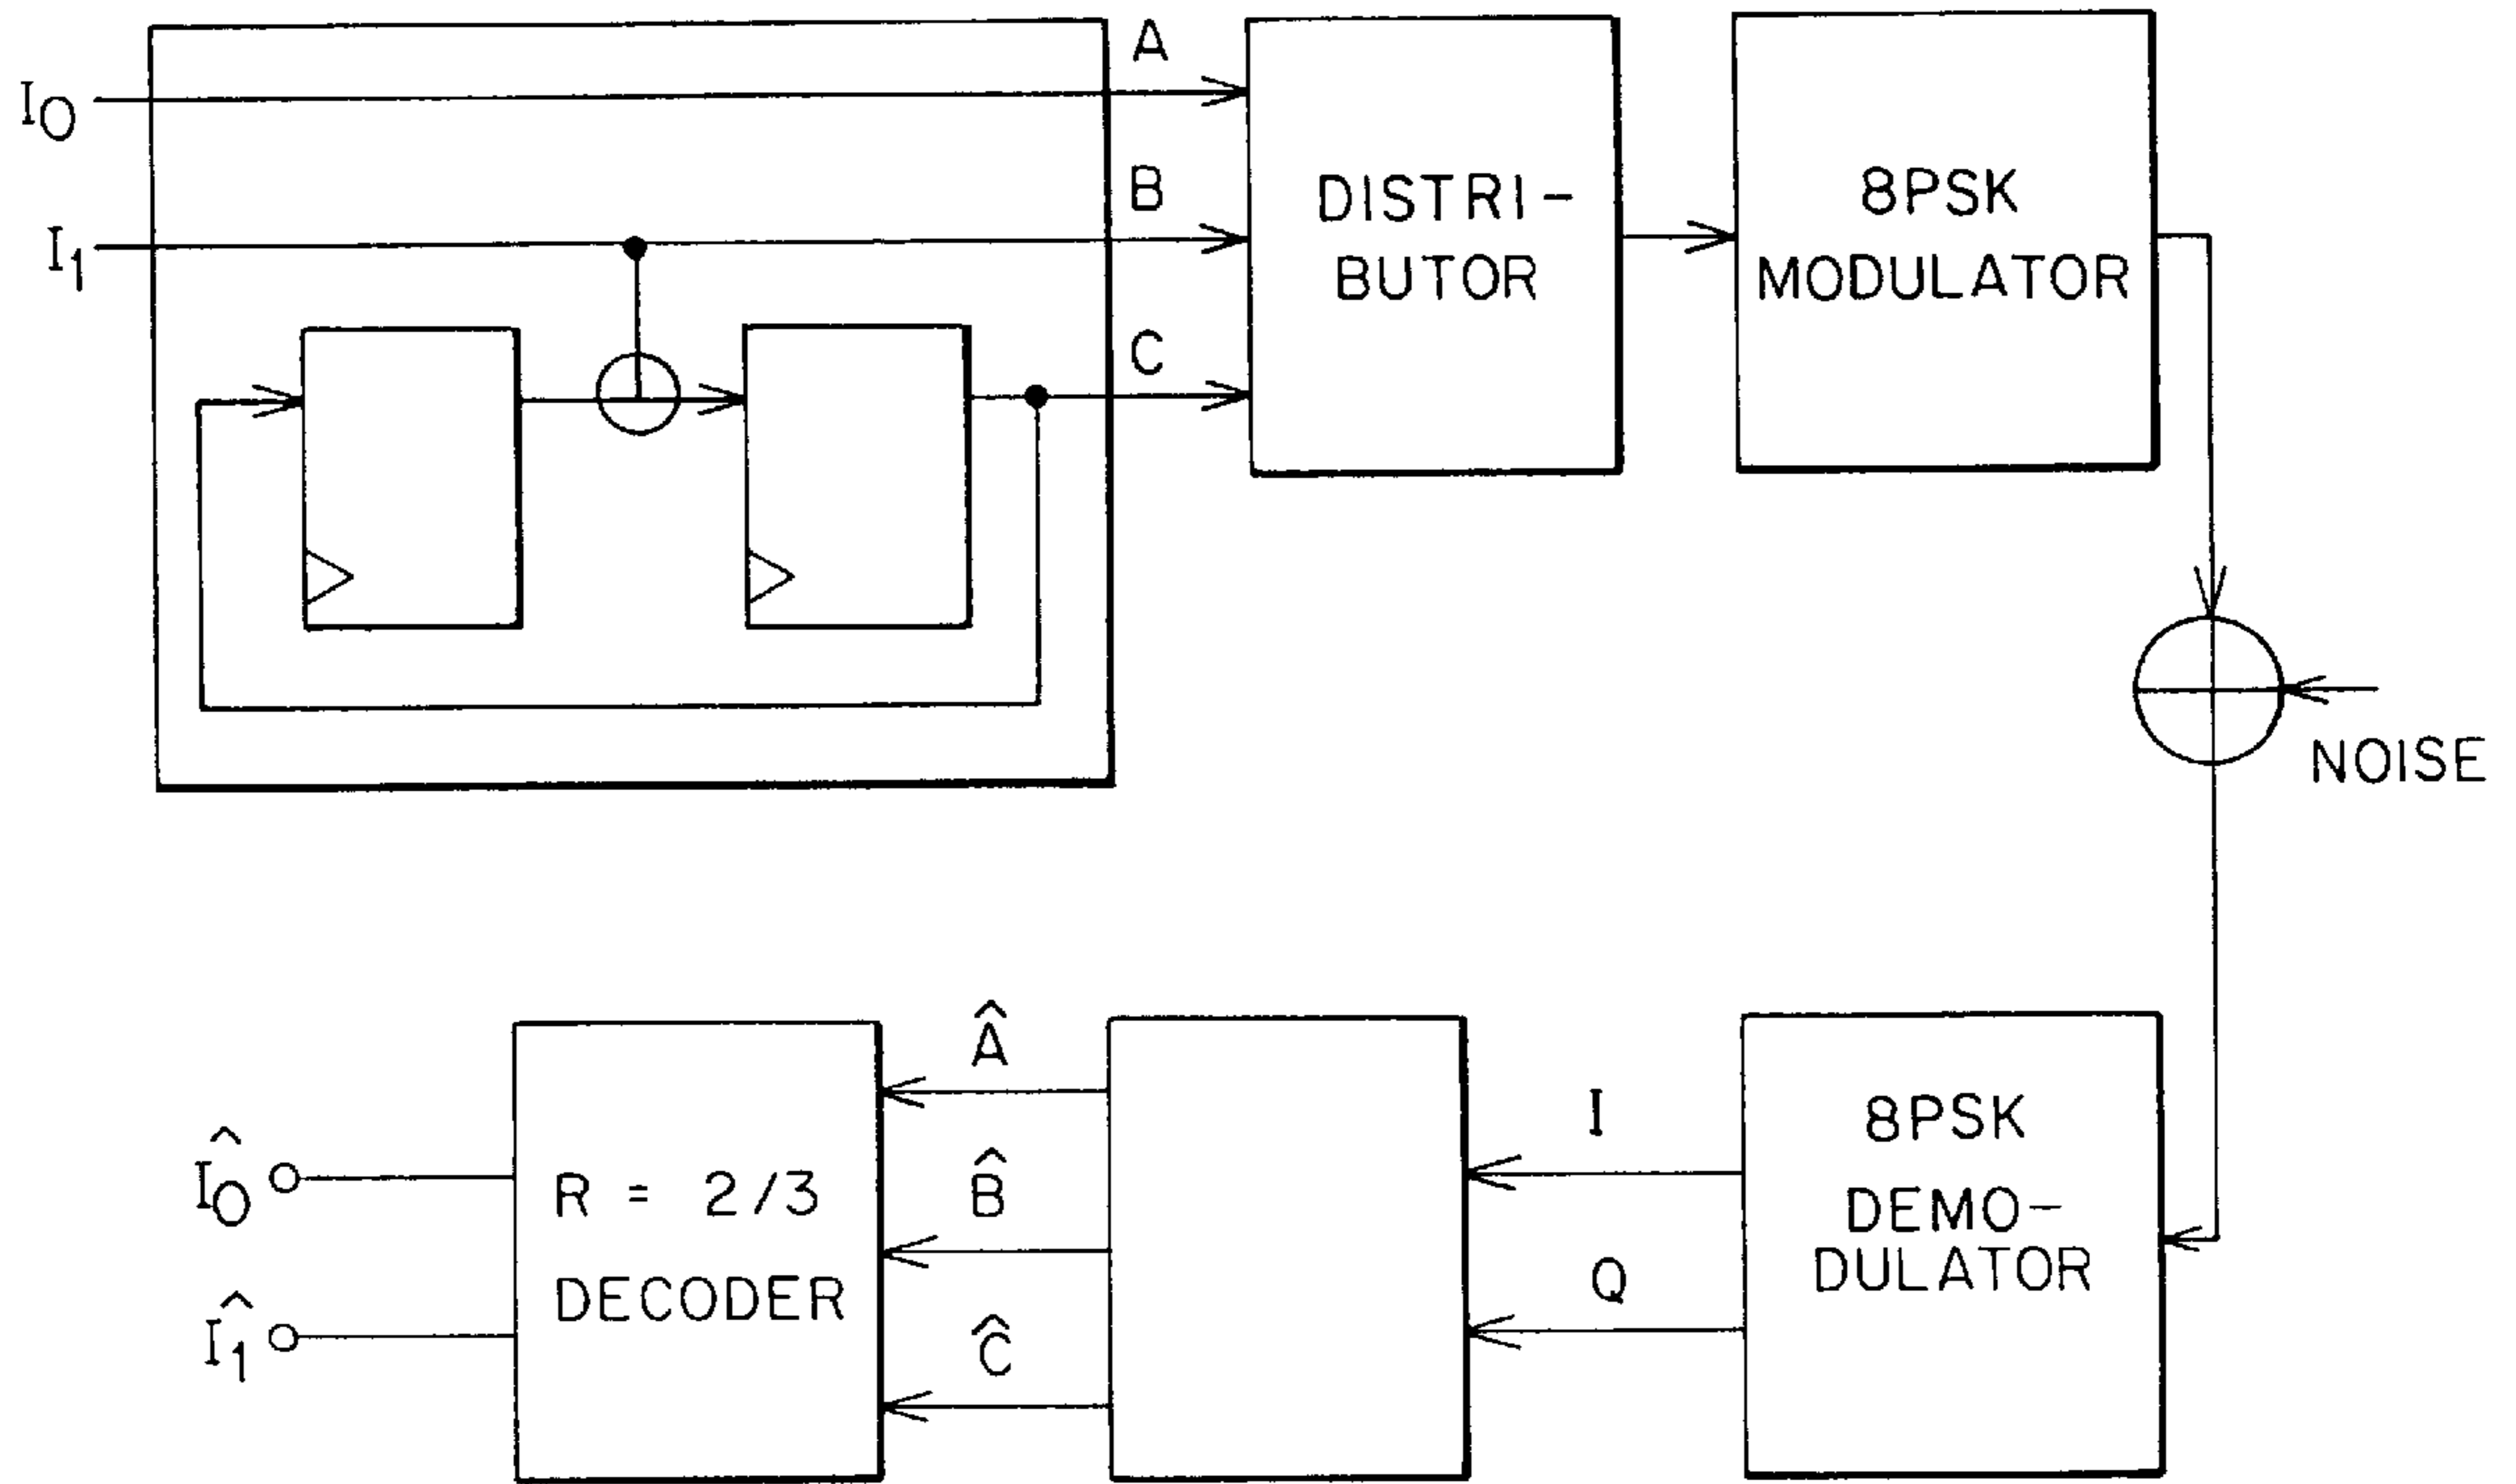 I0
I1
A
B
C
DISTRI-
BUTOR
8PSK
MODULATOR
NOISE
8PSK
DEMO-
DULATOR
I
Q
Â
B̂
Ĉ
R = 2/3
DECODER
Î0
Î1